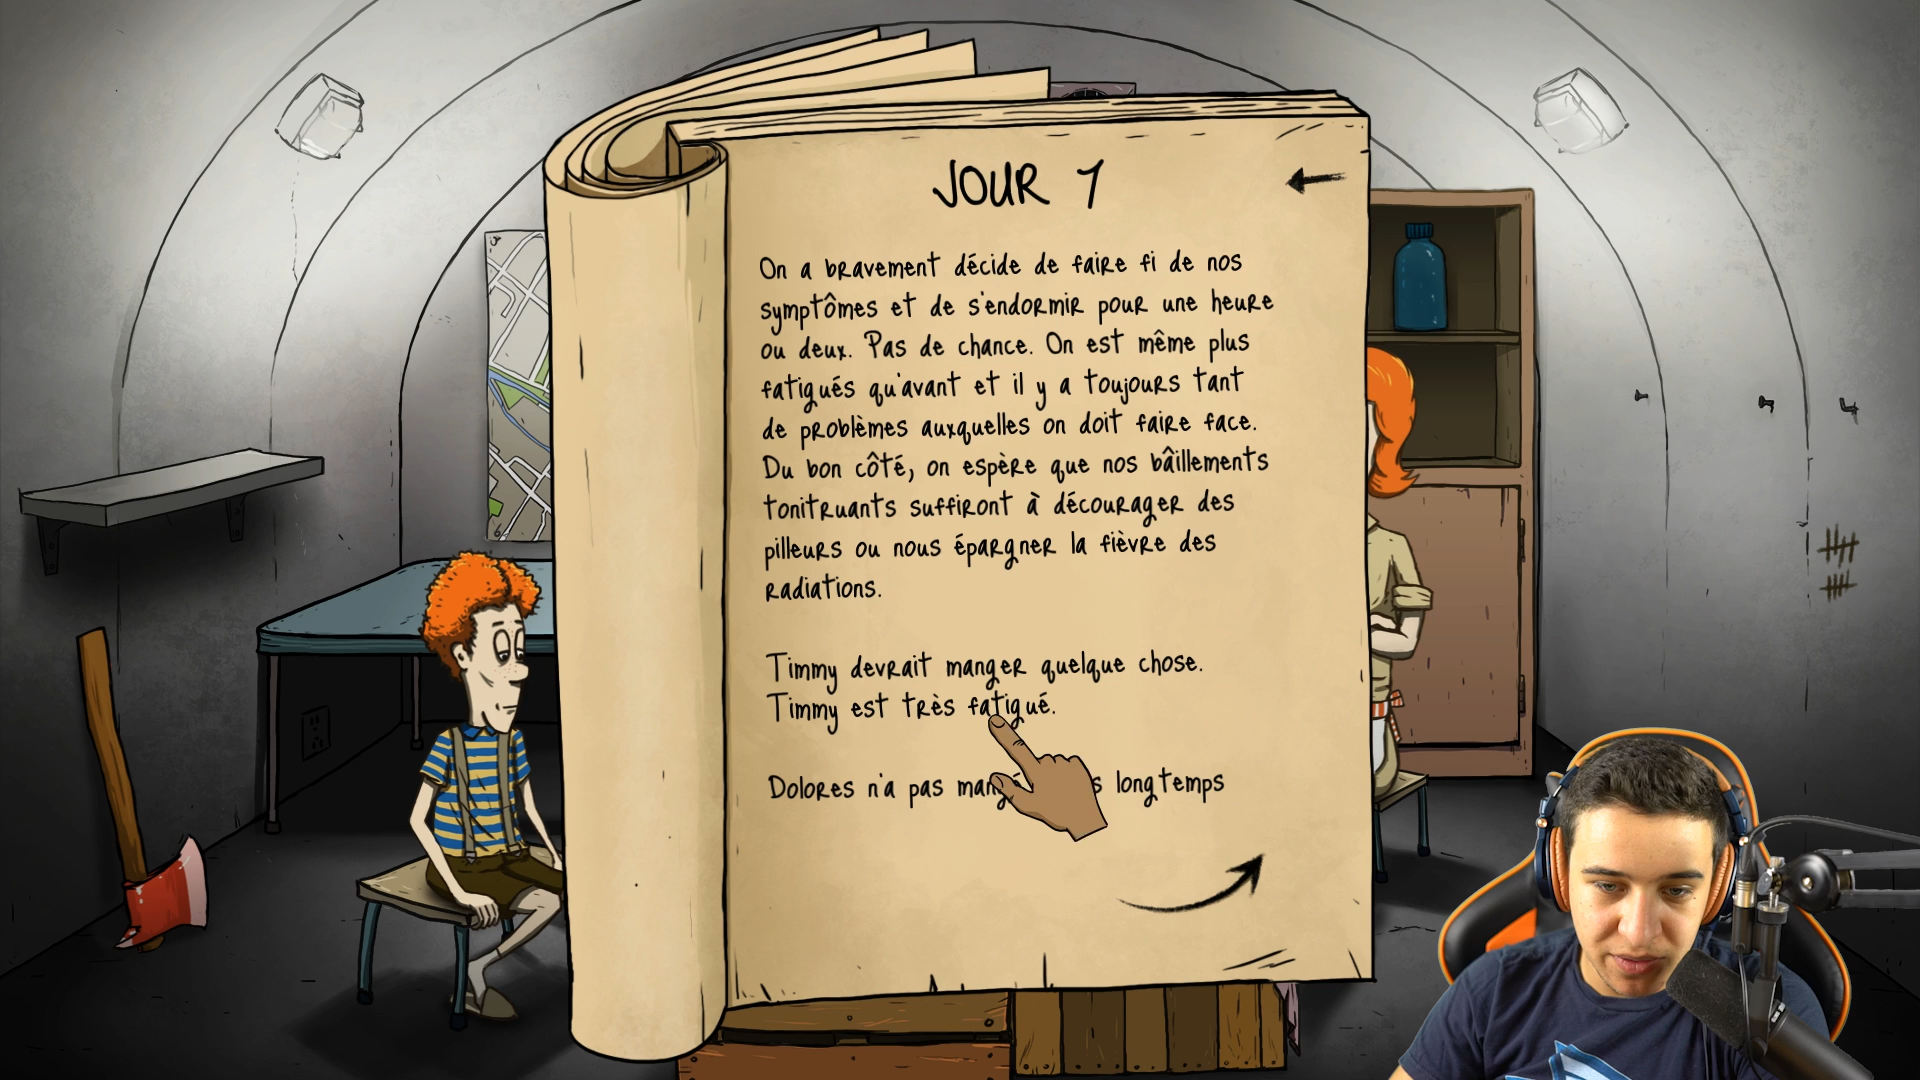 JOUR 7
On a bravement décide de faire fi de nos
symptômes et de s'endormir pour une heure
ou deux. Pas de chance. On est même plus
fatigués qu'avant et il y a toujours tant
de problèmes auxquelles on doit faire face.
Du bon côté, on espère que nos bâillements
tonitruants suffiront à décourager des
pilleurs ou nous épargner la fièvre des
radiations.
Timmy devrait manger quelque chose.
Timmy est très fatigué.
Dolores n'a pas longtemps